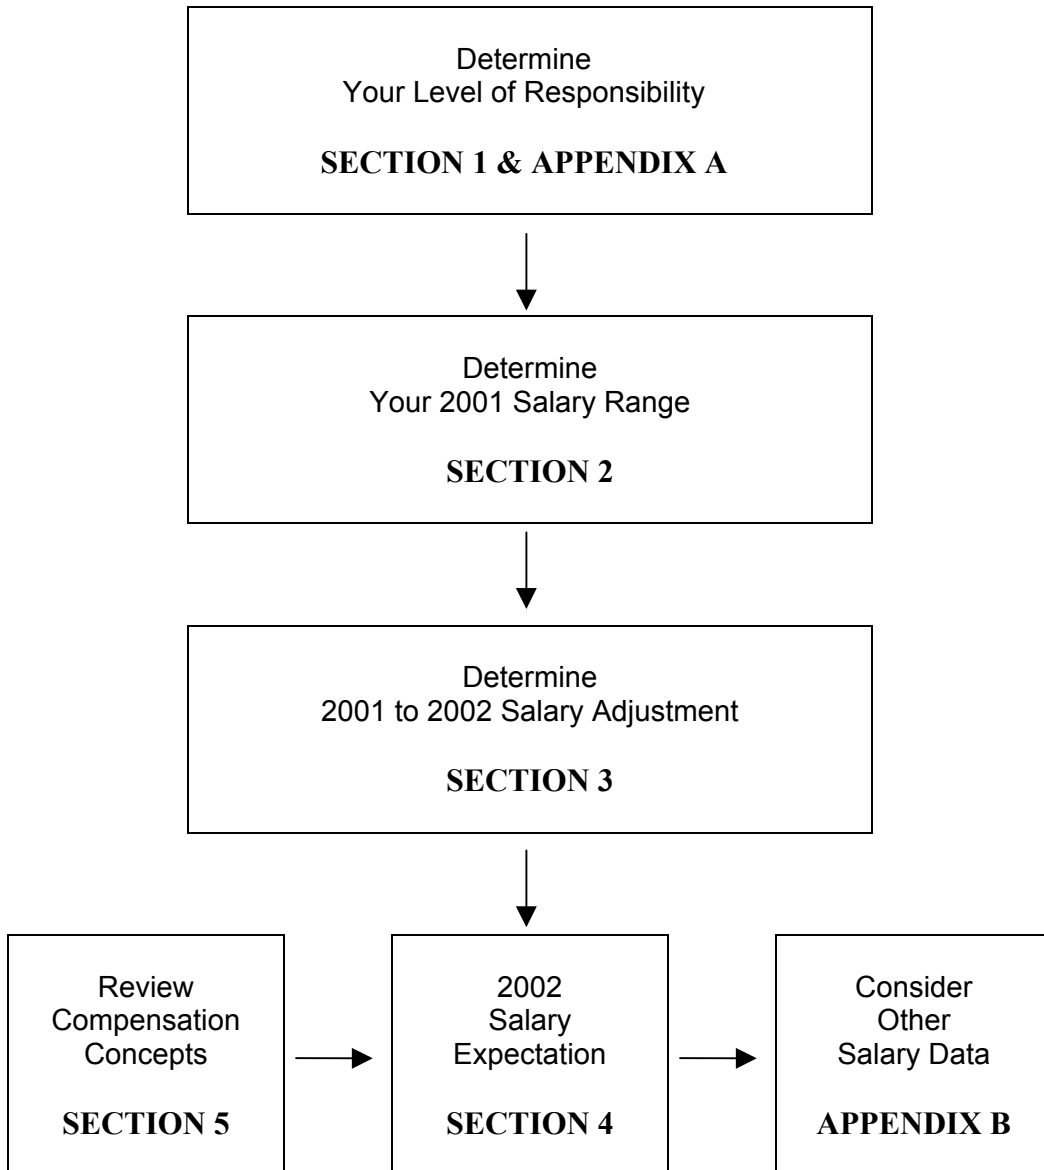 Determine
Your Level of Responsibility
SECTION 1 & APPENDIX A
Determine
Your 2001 Salary Range
SECTION 2
Determine
2001 to 2002 Salary Adjustment
SECTION 3
Review
Compensation
Concepts
SECTION 5
2002
Salary
Expectation
SECTION 4
Consider
Other
Salary Data
APPENDIX B